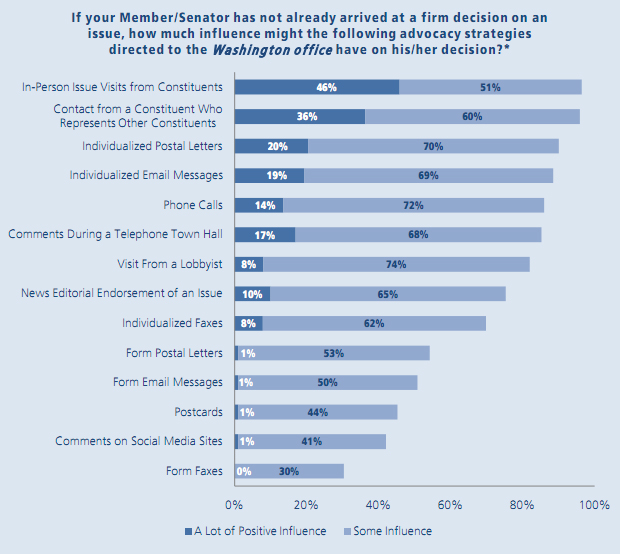 If your Member/Senator has not already arrived at a firm decision on an
issue, how much influence might the following advocacy strategies
directed to the Washington office have on his/her decision?*
In-Person Issue Visits from Constituents 46% 51%
Contact from a Constituent Who
Represents Other Constituents 36% 60%
Individualized Postal Letters 20% 70%
Individualized Email Messages 19% 69%
Phone Calls 14% 72%
Comments During a Telephone Town Hall 17% 68%
Visit From a Lobbyist 8% 74%
News Editorial Endorsement of an Issue 10% 65%
Individualized Faxes 8% 62%
Form Postal Letters 1% 53%
Form Email Messages 1% 50%
Postcards 1% 44%
Comments on Social Media Sites 1% 41%
Form Faxes 0% 30%
0% 20% 40% 60% 80% 100%
A Lot of Positive Influence Some Influence